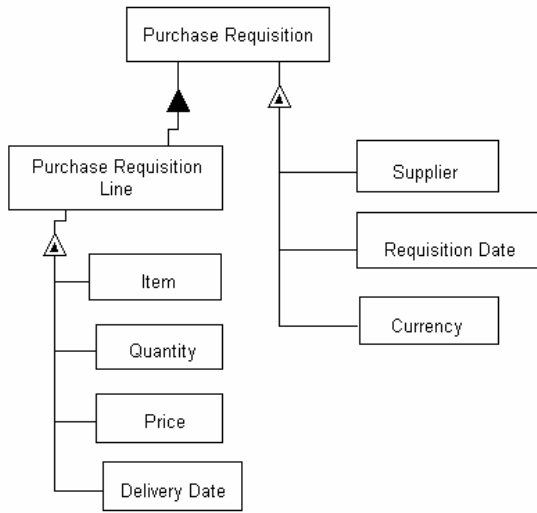 Purchase Requisition
Purchase Requisition
Line
Supplier
Requisition Date
Item
Currency
Quantity
Price
Delivery Date